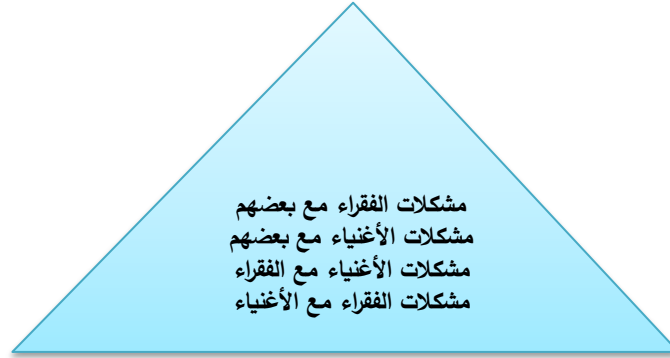 مشكلات الفقراء مع بعضهم
مشكلات الأغنياء مع بعضهم
مشكلات الأغنياء مع الفقراء
مشكلات الفقراء مع الأغنياء